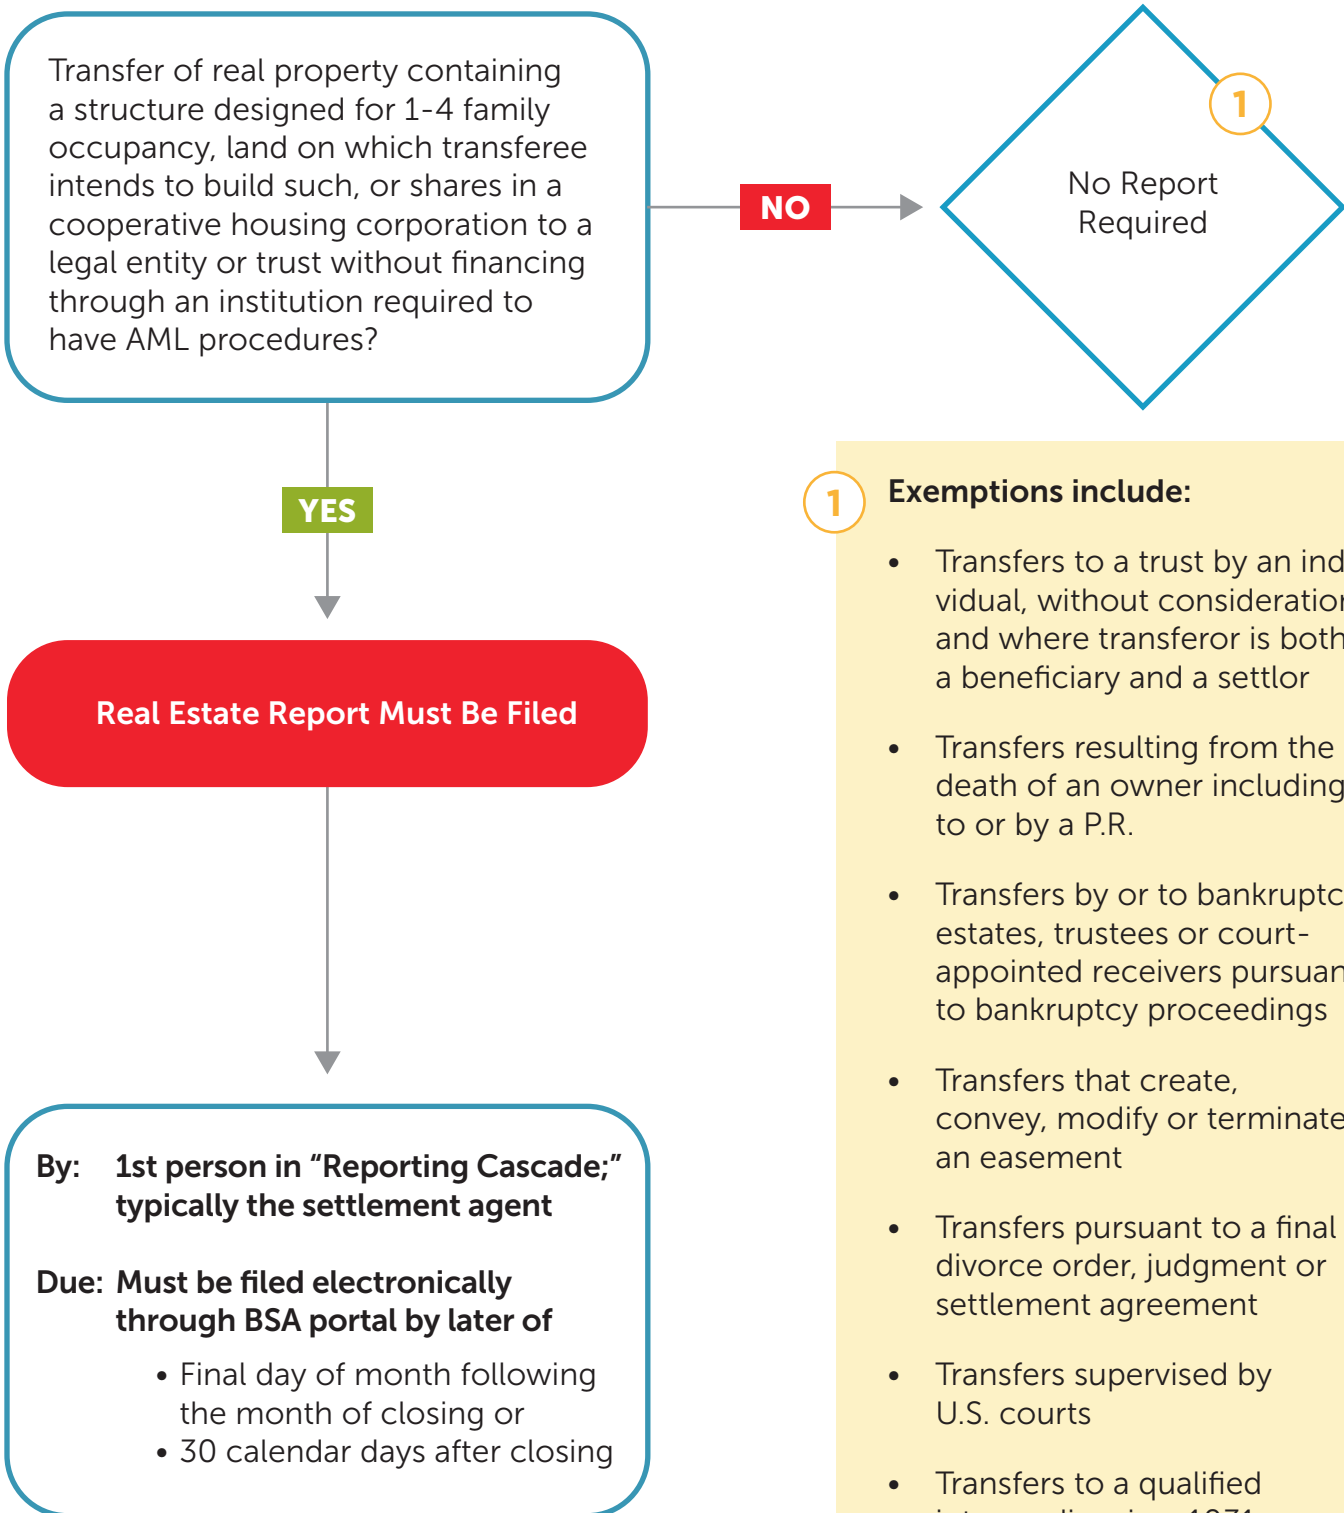 Transfer of real property containing
a structure designed for 1-4 family
occupancy, land on which transferee
intends to build such, or shares in a
cooperative housing corporation to a
legal entity or trust without financing
through an institution required to
have AML procedures?
NO
1
No Report
Required
YES
Real Estate Report Must Be Filed
By: 1st person in “Reporting Cascade;”
typically the settlement agent
Due: Must be filed electronically
through BSA portal by later of
• Final day of month following
the month of closing or
• 30 calendar days after closing
1
Exemptions include:
• Transfers to a trust by an ind
vidual, without consideration
and where transferor is both
a beneficiary and a settlor
• Transfers resulting from the
death of an owner including
to or by a P.R.
• Transfers by or to bankruptc
estates, trustees or court-
appointed receivers pursuan
to bankruptcy proceedings
• Transfers that create,
convey, modify or terminate
an easement
• Transfers pursuant to a final
divorce order, judgment or
settlement agreement
• Transfers supervised by
U.S. courts
• Transfers to a qualified